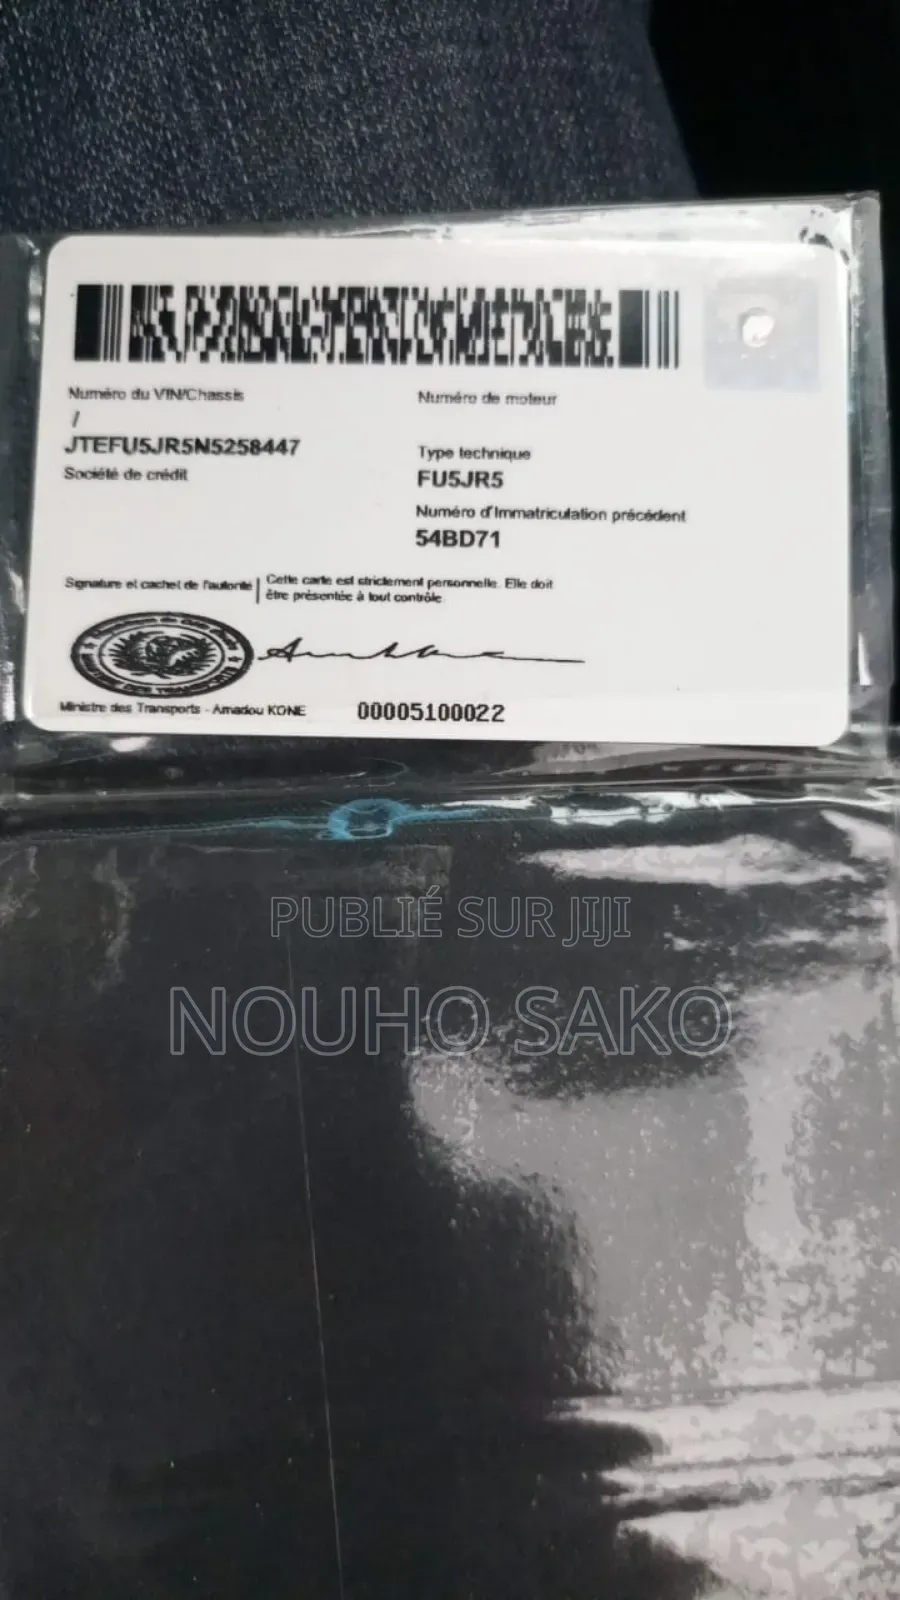 Numéro du VIN/Chassis
/
JTEFU5JR5N5258447
Société de crédit
Numéro de moteur
Type technique
FU5JR5
Numéro d'Immatriculation précédent
54BD71
Signature et cachet de l'autorité
Cette carte est strictement personnelle. Elle doit
être présentée à tout contrôle.
Ministre des Transports - Amadou KONE
00005100022
PUBLIÉ SUR JIJI
NOUHO SAKO